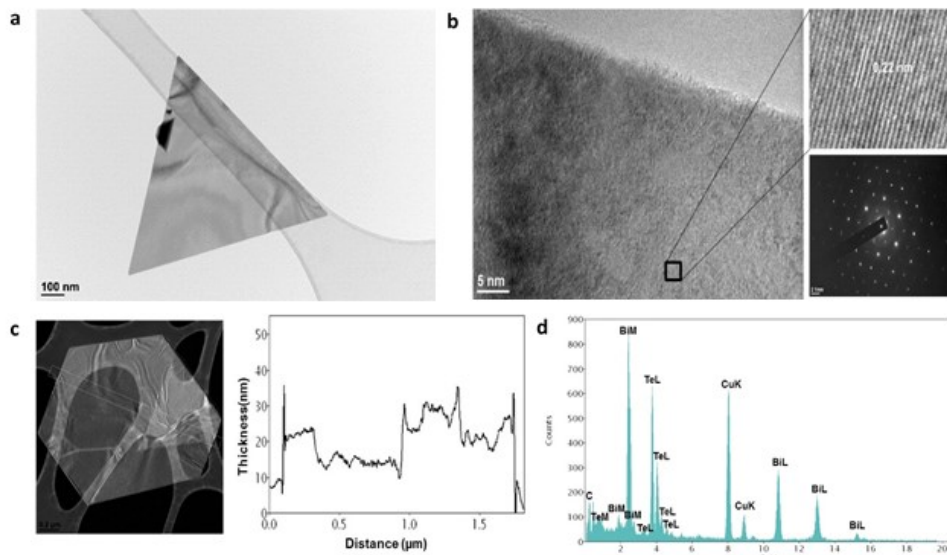 a
100 nm
b
5 nm
0.22 nm
c
Thickness(nm)
50
40
30
20
10
0
0.0
0.5
1.0
1.5
Distance (µm)
d
Counts
900
800
700
600
500
400
300
200
100
0
C
TeM
BiM
BiM
BiM
TeL
TeL
TeL
TeL
TeL
CuK
CuK
BiL
BiL
BiL
2
4
6
8
10
12
14
16
18
20